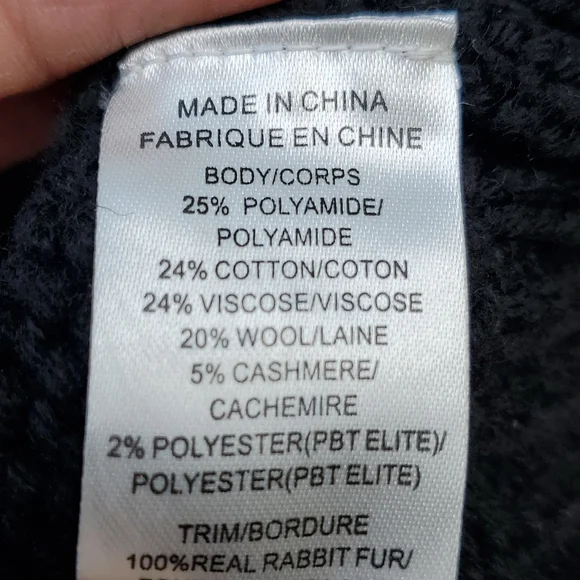 MADE IN CHINA
FABRIQUE EN CHINE
BODY/CORPS
25% POLYAMIDE/
POLYAMIDE
24% COTTON/COTON
24% VISCOSE/VISCOSE
20% WOOL/LAINE
5% CASHMERE/
CACHEMIRE
2% POLYESTER(PBT ELITE)/
POLYESTER(PBT ELITE)
TRIM/BORDURE
100%REAL RABBIT FUR/